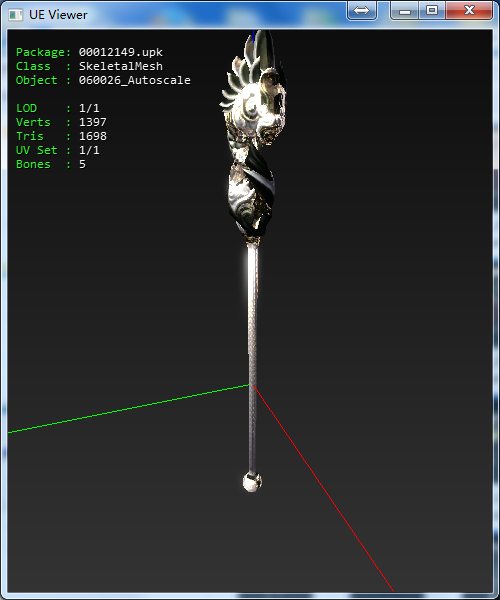 UE Viewer
Package: 00012149.upk
Class : SkeletalMesh
Object : 060026_Autoscale
LOD : 1/1
Verts : 1397
Tris : 1698
UV Set : 1/1
Bones : 5